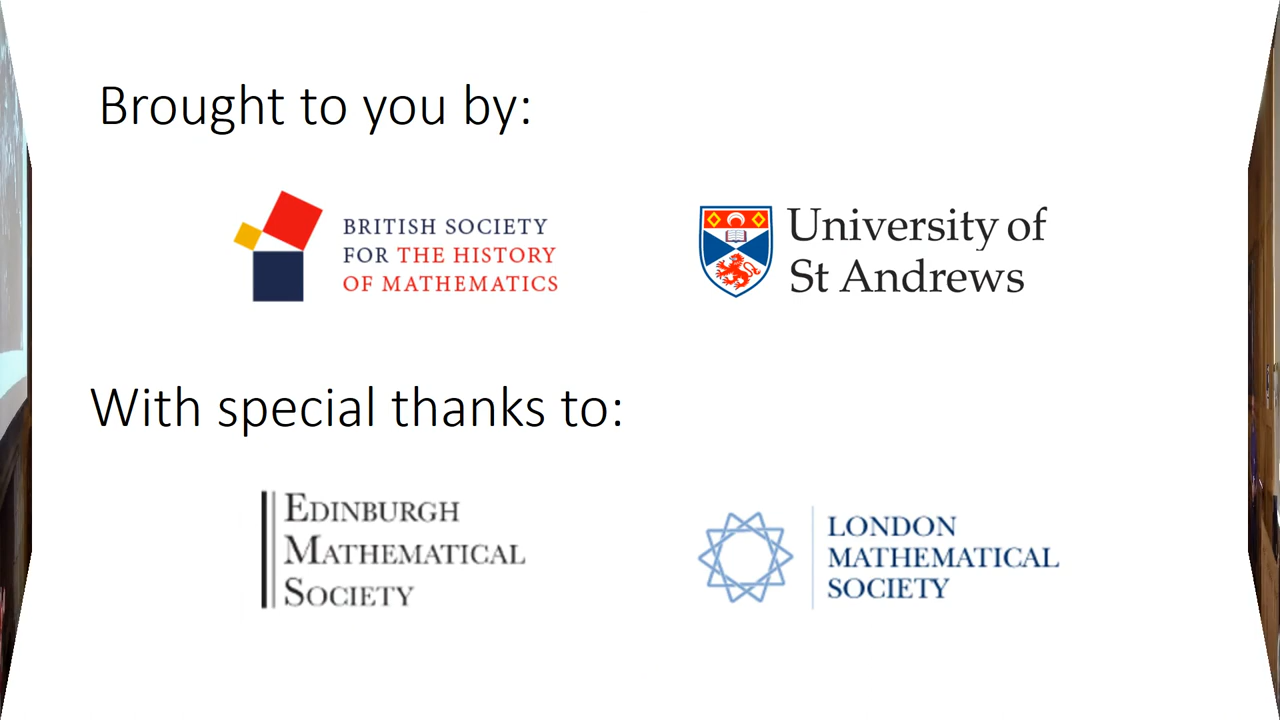 Brought to you by:
BRITISH SOCIETY
FOR THE HISTORY
OF MATHEMATICS
University of
St Andrews
With special thanks to:
EDINBURGH
MATHEMATICAL
SOCIETY
LONDON
MATHEMATICAL
SOCIETY